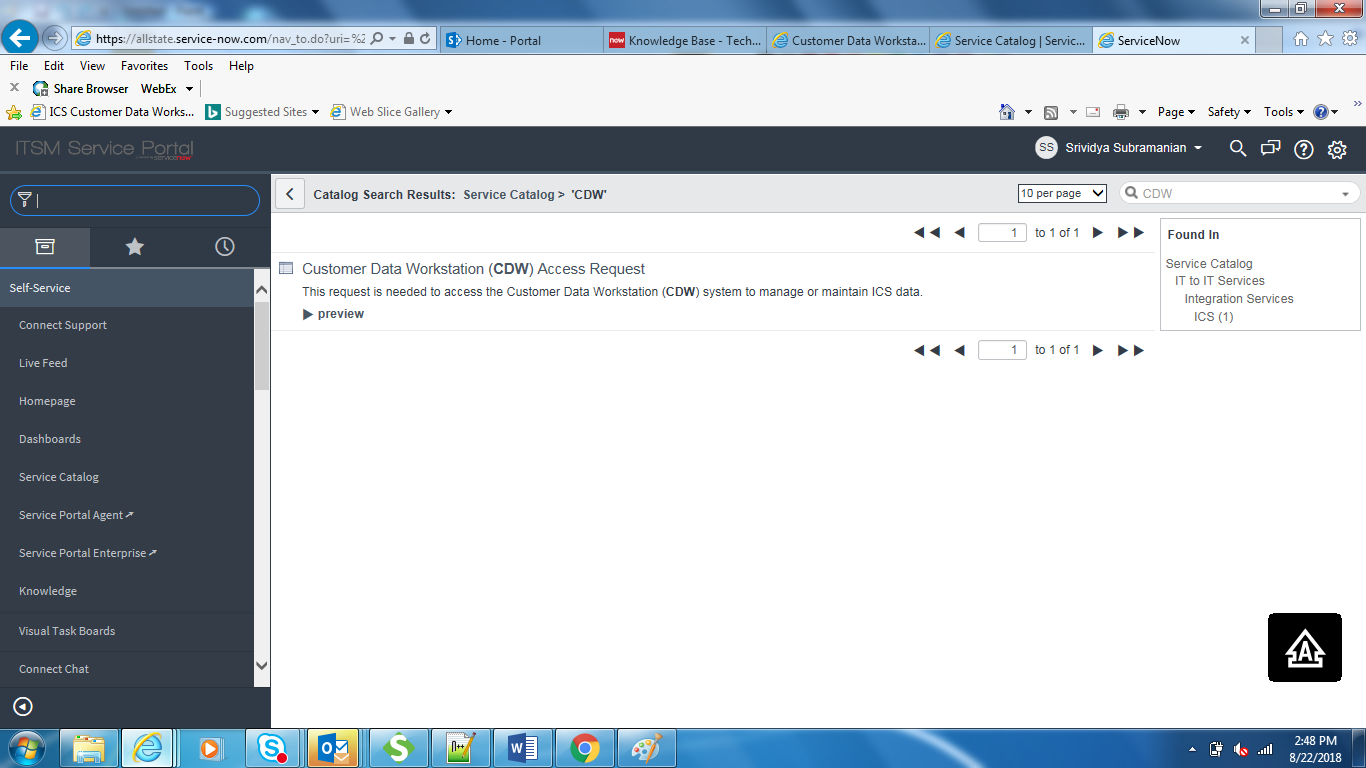 https://allstate.service-now.com/nav_to.do?uri=%2
Home - Portal
now Knowledge Base - Tech...
Customer Data Worksta...
Service Catalog | Servic...
ServiceNow
File Edit View Favorites Tools Help
Share Browser WebEx
ICS Customer Data Works... Suggested Sites Web Slice Gallery
Page Safety Tools
ITSM Service Portal
servicenow
SS Srividya Subramanian
Catalog Search Results: Service Catalog > 'CDW'
10 per page
CDW
1 to 1 of 1
Found In
Service Catalog
IT to IT Services
Integration Services
ICS (1)
Customer Data Workstation (CDW) Access Request
This request is needed to access the Customer Data Workstation (CDW) system to manage or maintain ICS data.
preview
1 to 1 of 1
Self-Service
Connect Support
Live Feed
Homepage
Dashboards
Service Catalog
Service Portal Agent
Service Portal Enterprise
Knowledge
Visual Task Boards
Connect Chat
A
2:48 PM
8/22/2018